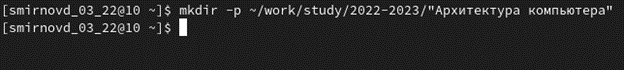 [smirnovd_03_22@10 ~]$ mkdir -p ~/work/study/2022-2023/"Архитектура компьютера"
[smirnovd_03_22@10 ~]$